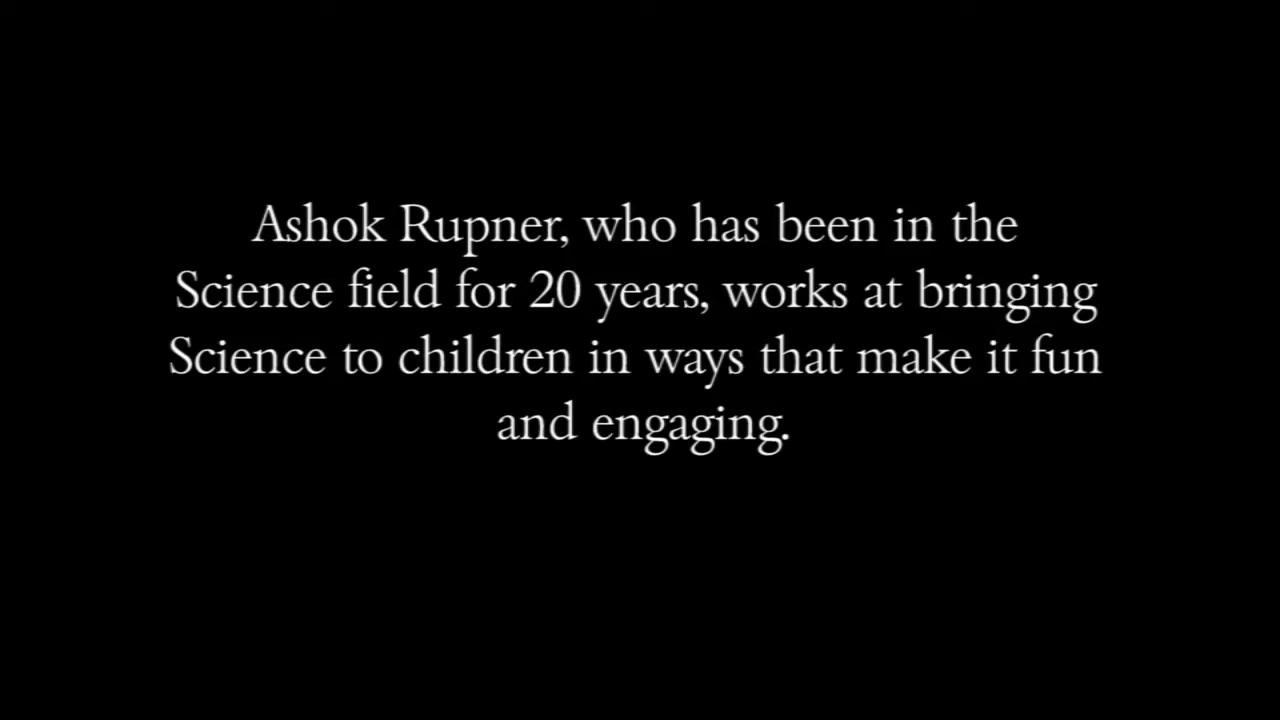 Ashok Rupner, who has been in the
Science field for 20 years, works at bringing
Science to children in ways that make it fun
and engaging.